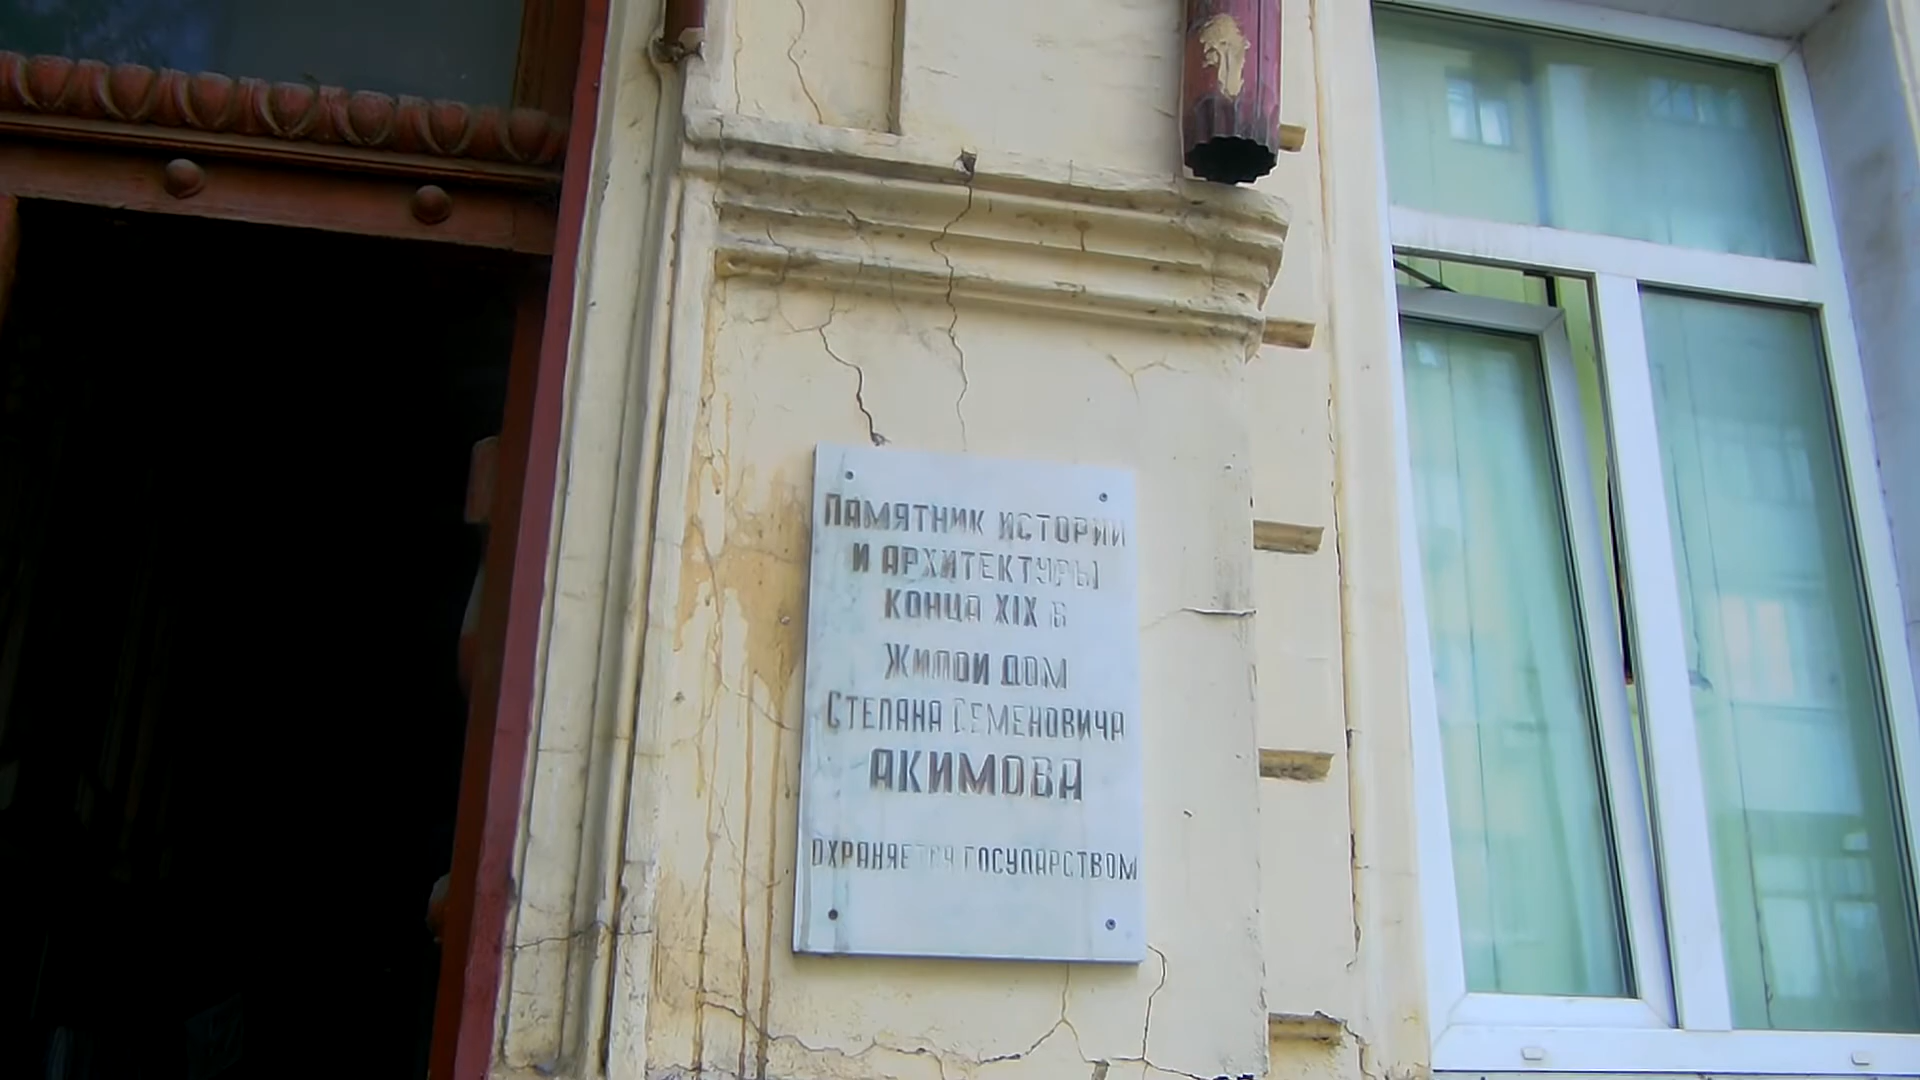 Памятник истории
и архитектуры
конца XIX в
Жилой дом
Степана Семеновича
АКИМОВА
охраняется государством